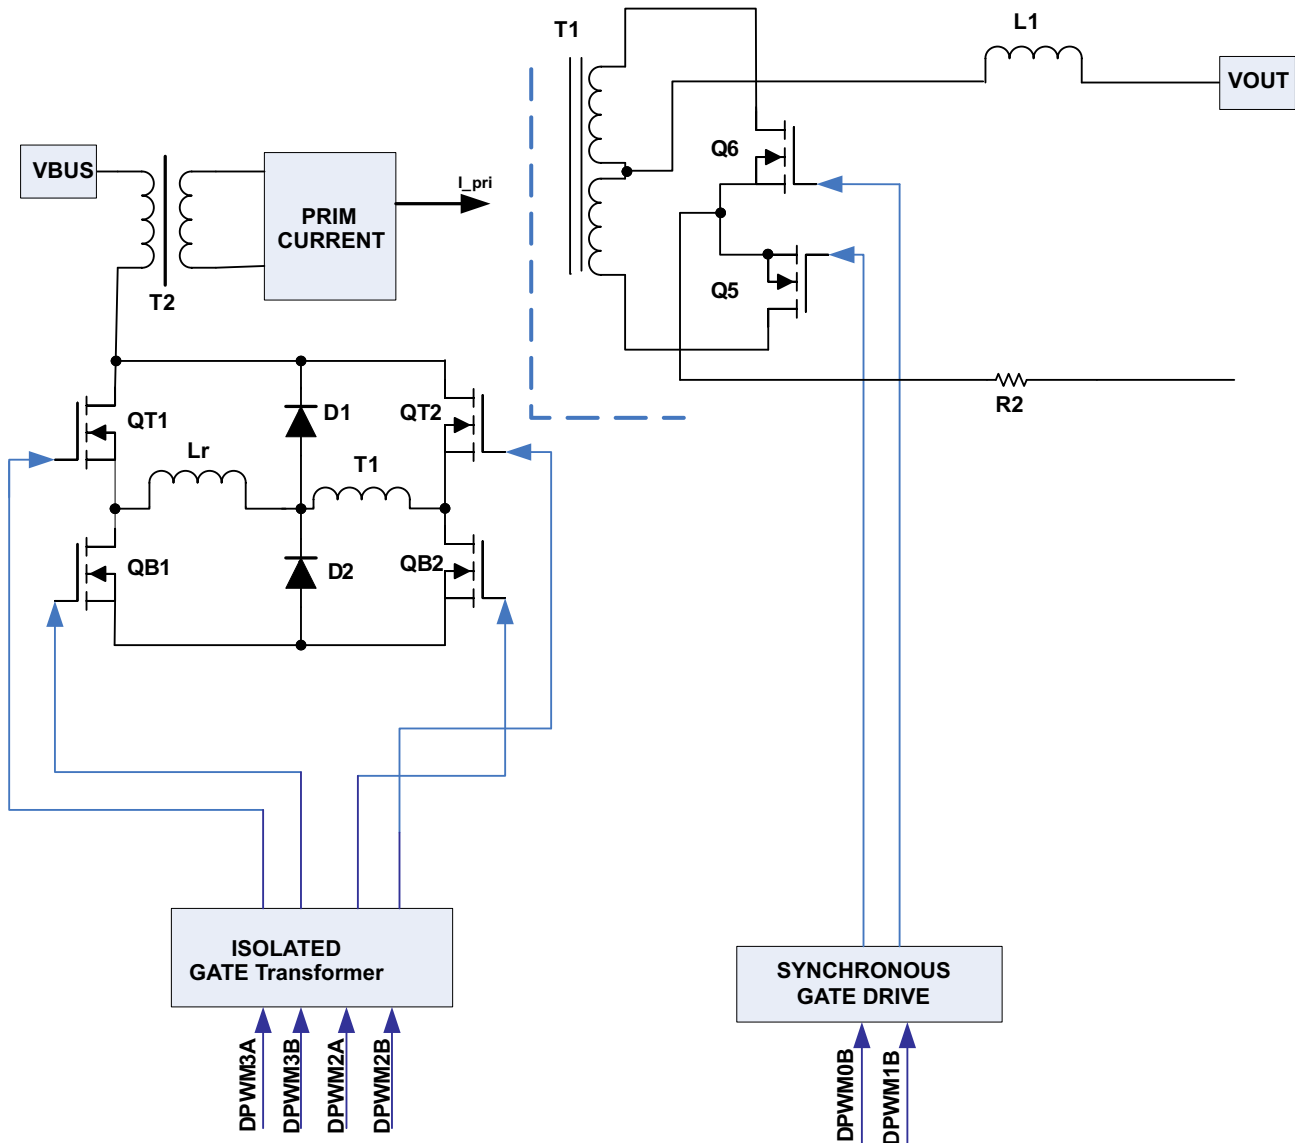 T1
L1
VOUT
Q6
VBUS
I_pri
PRIM
CURRENT
Q5
T2
R2
QT1
D1
QT2
Lr
T1
QB1
D2
QB2
ISOLATED
GATE Transformer
SYNCHRONOUS
GATE DRIVE
DPWM3A
DPWM3B
DPWM2A
DPWM2B
DPWM0B
DPWM1B